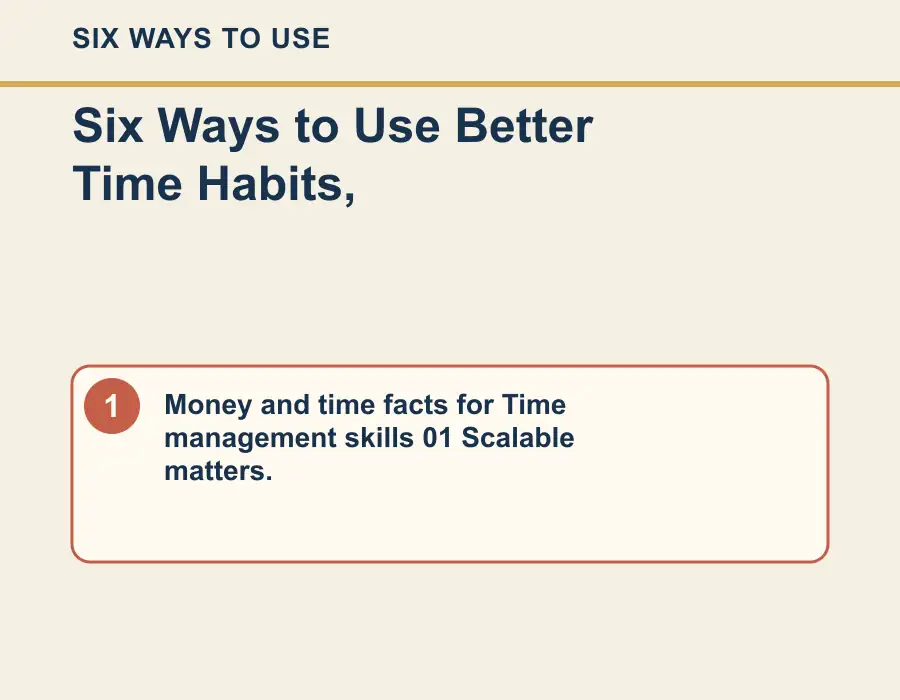 SIX WAYS TO USE
Six Ways to Use Better
Time Habits,
1
Money and time facts for Time
management skills 01 Scalable
matters.